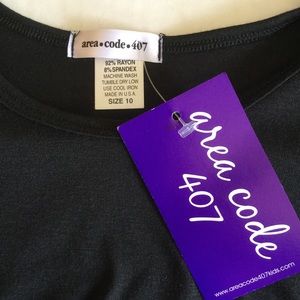 area•code•407
92% RAYON
8% SPANDEX
MACHINE WASH
TUMBLE DRY LOW
USE COOL IRON
MADE IN U.S.A.
SIZE 10
area code
407
www.areacode407kids.com